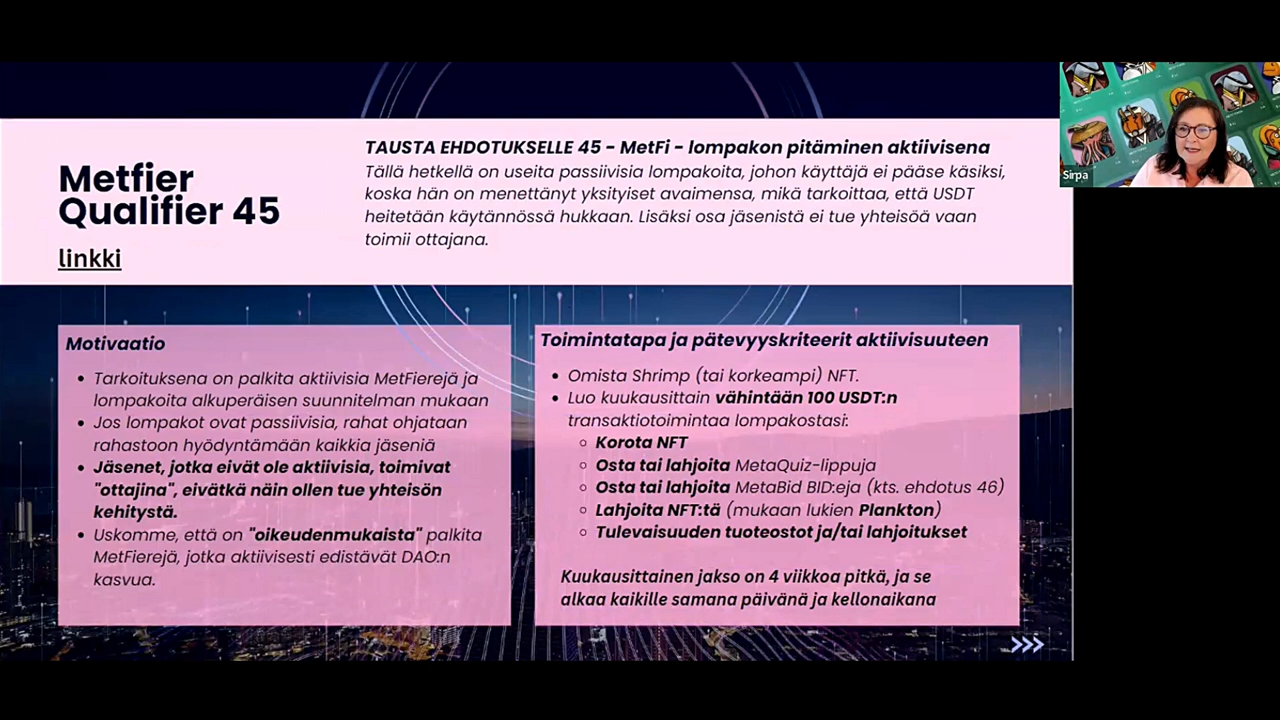 Metfier
Qualifier 45
linkki
TAUSTA EHDOTUKSELLE 45 - MetFi - lompakon pitäminen aktiivisena
Tällä hetkellä on useita passiivisia lompakoita, johon käyttäjä ei pääse käsiksi,
koska hän on menettänyt yksityiset avaimensa, mikä tarkoittaa, että USDT
heitetään käytännössä hukkaan. Lisäksi osa jäsenistä ei tue yhteisöä vaan
toimii ottajana.
Sirpa
Motivaatio
• Tarkoituksena on palkita aktiivisia MetFierejä ja
lompakoita alkuperäisen suunnitelman mukaan
• Jos lompakot ovat passiivisia, rahat ohjataan
rahastoon hyödyntämään kaikkia jäseniä
• Jäsenet, jotka eivät ole aktiivisia, toimivat
"ottajina", eivätkä näin ollen tue yhteisön
kehitystä.
• Uskomme, että on "oikeudenmukaista" palkita
MetFierejä, jotka aktiivisesti edistävät DAO:n
kasvua.
Toimintatapa ja pätevyyskriteerit aktiivisuuteen
• Omista Shrimp (tai korkeampi) NFT.
• Luo kuukausittain vähintään 100 USDT:n
transaktiotoimintaa lompakostasi:
◦ Korota NFT
◦ Osta tai lahjoita MetaQuiz-lippuja
◦ Osta tai lahjoita MetaBid BID:eja (kts. ehdotus 46)
◦ Lahjoita NFT:tä (mukaan lukien Plankton)
◦ Tulevaisuuden tuoteostot ja/tai lahjoitukset
Kuukausittainen jakso on 4 viikkoa pitkä, ja se
alkaa kaikille samana päivänä ja kellonaikana